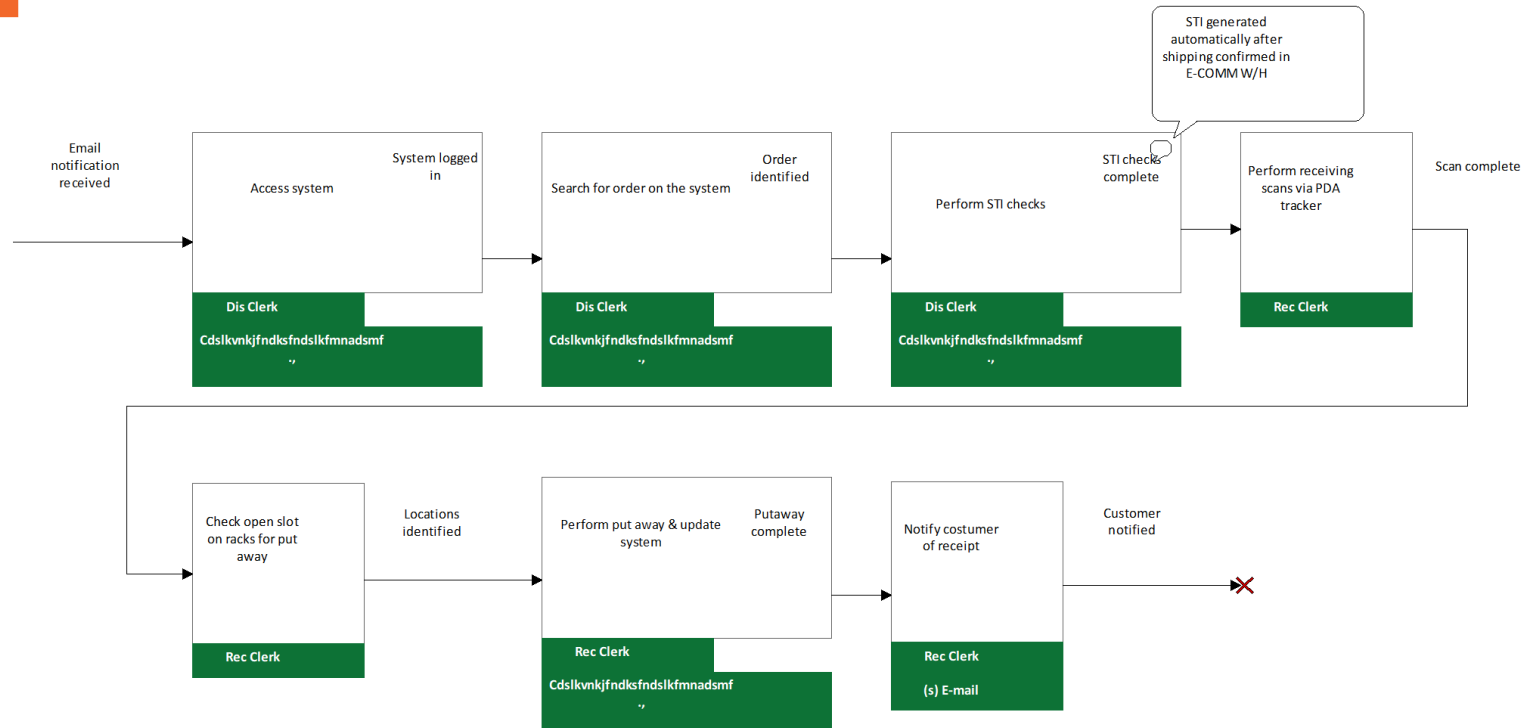 STI generated
automatically after
shipping confirmed in
E-COMM W/H
Email
notification
received
Access system
System logged
in
Search for order on the system
Order
identified
Perform STI checks
STI checks
complete
Perform receiving
scans via PDA
tracker
Scan complete
Dis Clerk
Cdslkvnkjfndksfndslkfmnadsmf
.,
Dis Clerk
Cdslkvnkjfndksfndslkfmnadsmf
.,
Dis Clerk
Cdslkvnkjfndksfndslkfmnadsmf
.,
Rec Clerk
Check open slot
on racks for put
away
Locations
identified
Perform put away & update
system
Putaway
complete
Notify costumer
of receipt
Customer
notified
Rec Clerk
Rec Clerk
Cdslkvnkjfndksfndslkfmnadsmf
.,
Rec Clerk
(s) E-mail